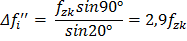 Δf_i'' = f_zk sin90° / sin20° = 2,9f_zk